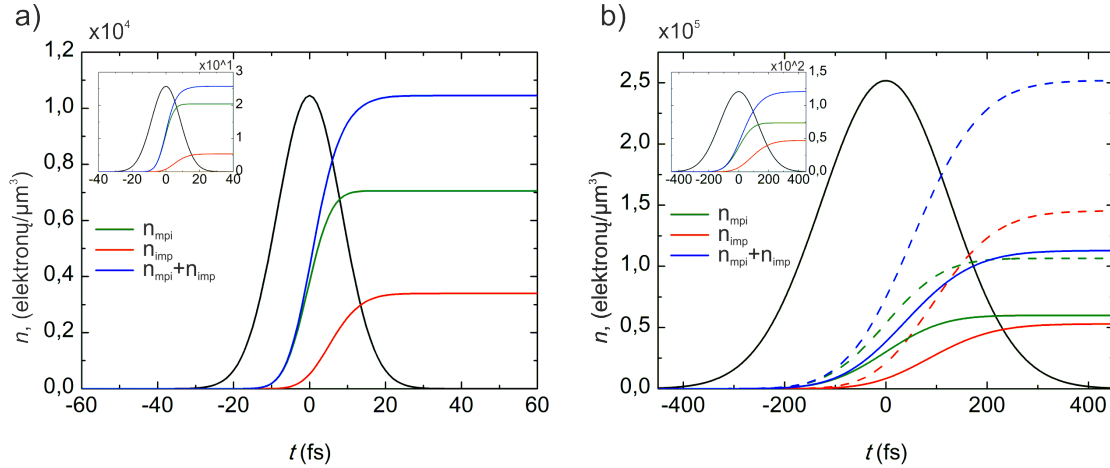 a)
x10⁴
1,2
1,0
0,8
0,6
0,4
0,2
0,0
n, (elektronų/µm³)
x10^1
3
2
1
0
-40 -20 0 20 40
n_mpi
n_imp
n_mpi+n_imp
-60 -40 -20 0 20 40 60
t (fs)
b)
x10⁵
2,5
2,0
1,5
1,0
0,5
0,0
n, (elektronų/µm³)
x10^2
1,5
1,0
0,5
0,0
-400 -200 0 200 400
n_mpi
n_imp
n_mpi+n_imp
-400 -200 0 200 400
t (fs)